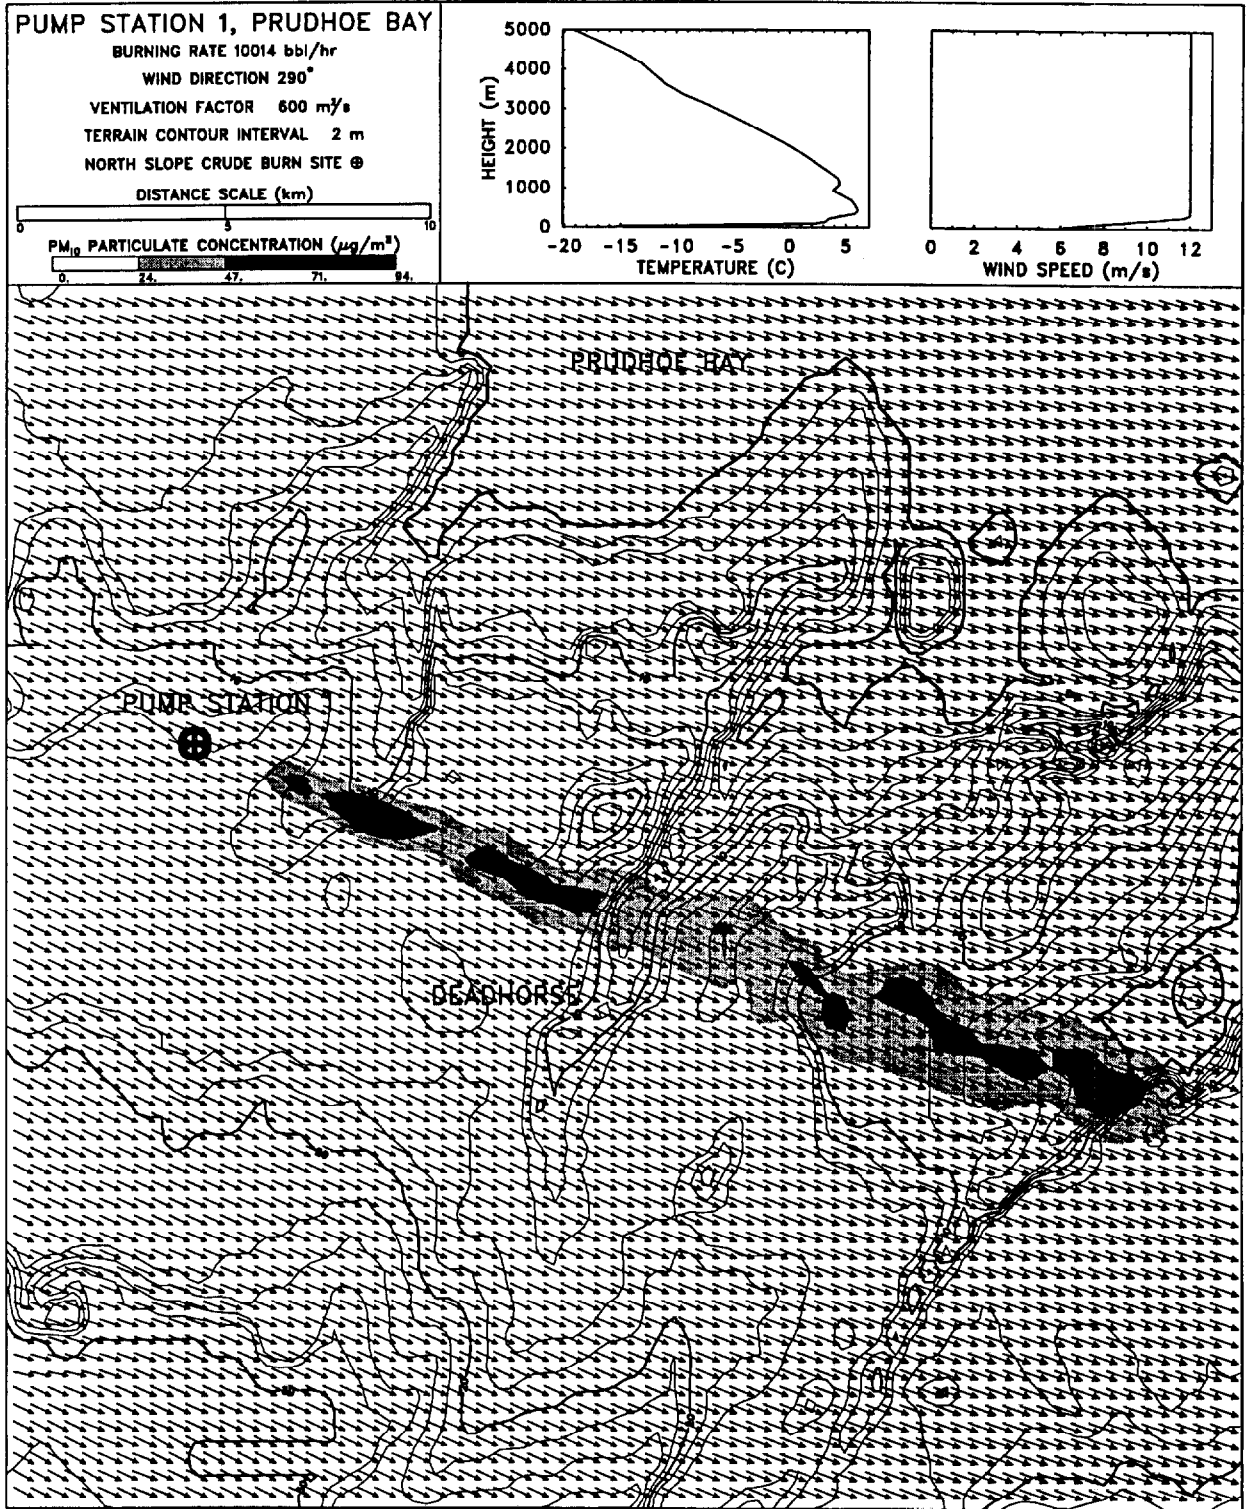 PUMP STATION 1, PRUDHOE BAY
BURNING RATE 10014 bbl/hr
WIND DIRECTION 290°
VENTILATION FACTOR 600 m²/s
TERRAIN CONTOUR INTERVAL 2 m
NORTH SLOPE CRUDE BURN SITE ⊕
DISTANCE SCALE (km)
0 5 10
PM₁₀ PARTICULATE CONCENTRATION (μg/m³)
0. 24. 47. 71. 94.
HEIGHT (m)
5000
4000
3000
2000
1000
0
-20 -15 -10 -5 0 5
TEMPERATURE (C)
0 2 4 6 8 10 12
WIND SPEED (m/s)
PRUDHOE BAY
PUMP STATION 1
DEADHORSE